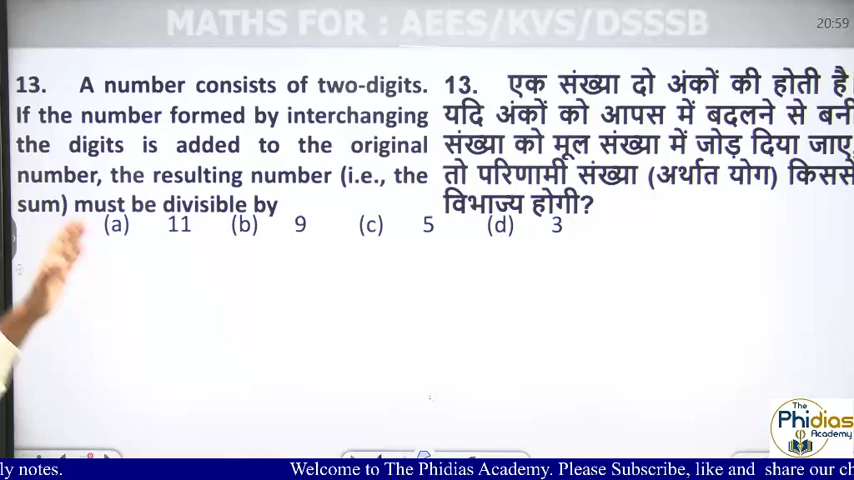 MATHS FOR : AEES/KVS/DSSSB
20:59
13. A number consists of two-digits.
If the number formed by interchanging
the digits is added to the original
number, the resulting number (i.e., the
sum) must be divisible by
(a) 11 (b) 9 (c) 5 (d) 3
13. एक संख्या दो अंकों की होती है।
यदि अंकों को आपस में बदलने से बनी
संख्या को मूल संख्या में जोड़ दिया जाए,
तो परिणामी संख्या (अर्थात योग) किससे
विभाज्य होगी?
The
Phidias
Academy
ly notes. Welcome to The Phidias Academy. Please Subscribe, like and share our ch